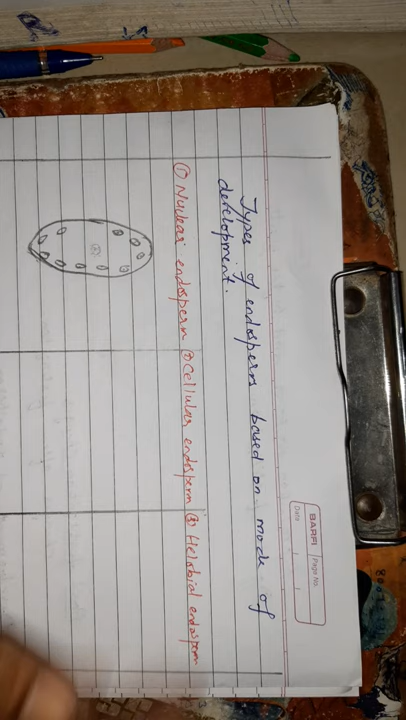 BARFI Page No.
Date
Types of endosperm based on mode of
development.
① Nuclear endosperm ② Cellular endosperm ③ Helobial endosperm